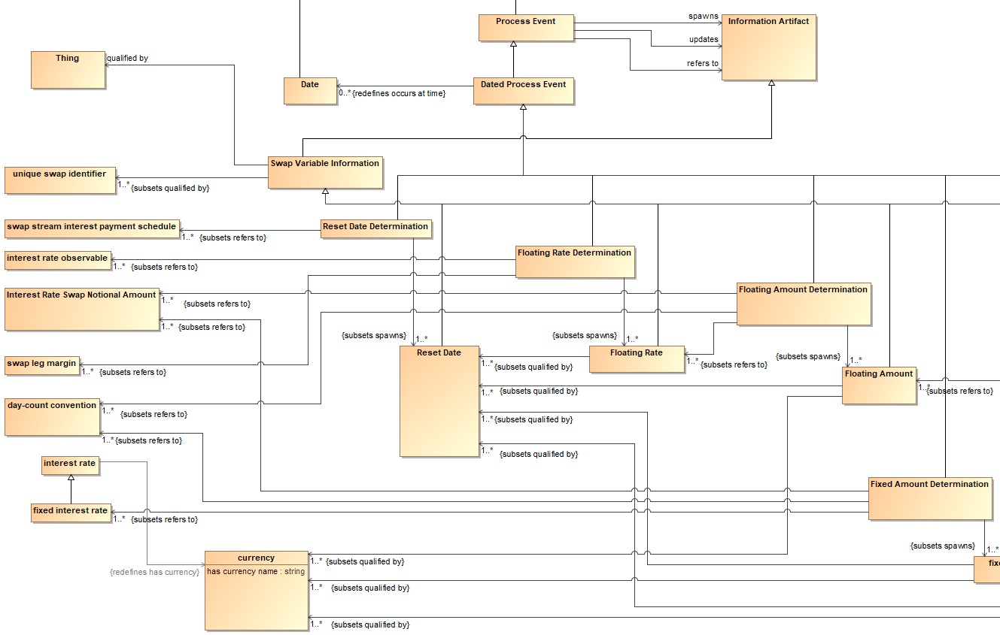 spawns
Process Event
Information Artifact
updates
Thing
qualified by
refers to
Date
Dated Process Event
0..* {redefines occurs at time}
Swap Variable Information
unique swap identifier
1..* {subsets qualified by}
swap stream interest payment schedule
Reset Date Determination
1..* {subsets refers to}
Floating Rate Determination
interest rate observable
1..* {subsets refers to}
Floating Amount Determination
Interest Rate Swap Notional Amount
1..* {subsets refers to}
1..* {subsets refers to}
{subsets spawns} 1..*
{subsets spawns} 1..*
Reset Date
Floating Rate
{subsets spawns} 1..*
swap leg margin
1..* {subsets refers to}
1..* {subsets qualified by}
1..* {subsets refers to}
Floating Amount
1..* {subsets qualified by}
1..* {subsets refers to}
day-count convention
1..* {subsets refers to}
1..* {subsets qualified by}
1..* {subsets refers to}
1..* {subsets qualified by}
interest rate
Fixed Amount Determination
fixed interest rate
1..* {subsets refers to}
{subsets spawns} 1..*
currency
1..* {subsets qualified by}
{redefines has currency}
has currency name : string
1..* {subsets qualified by}
1..* {subsets qualified by}